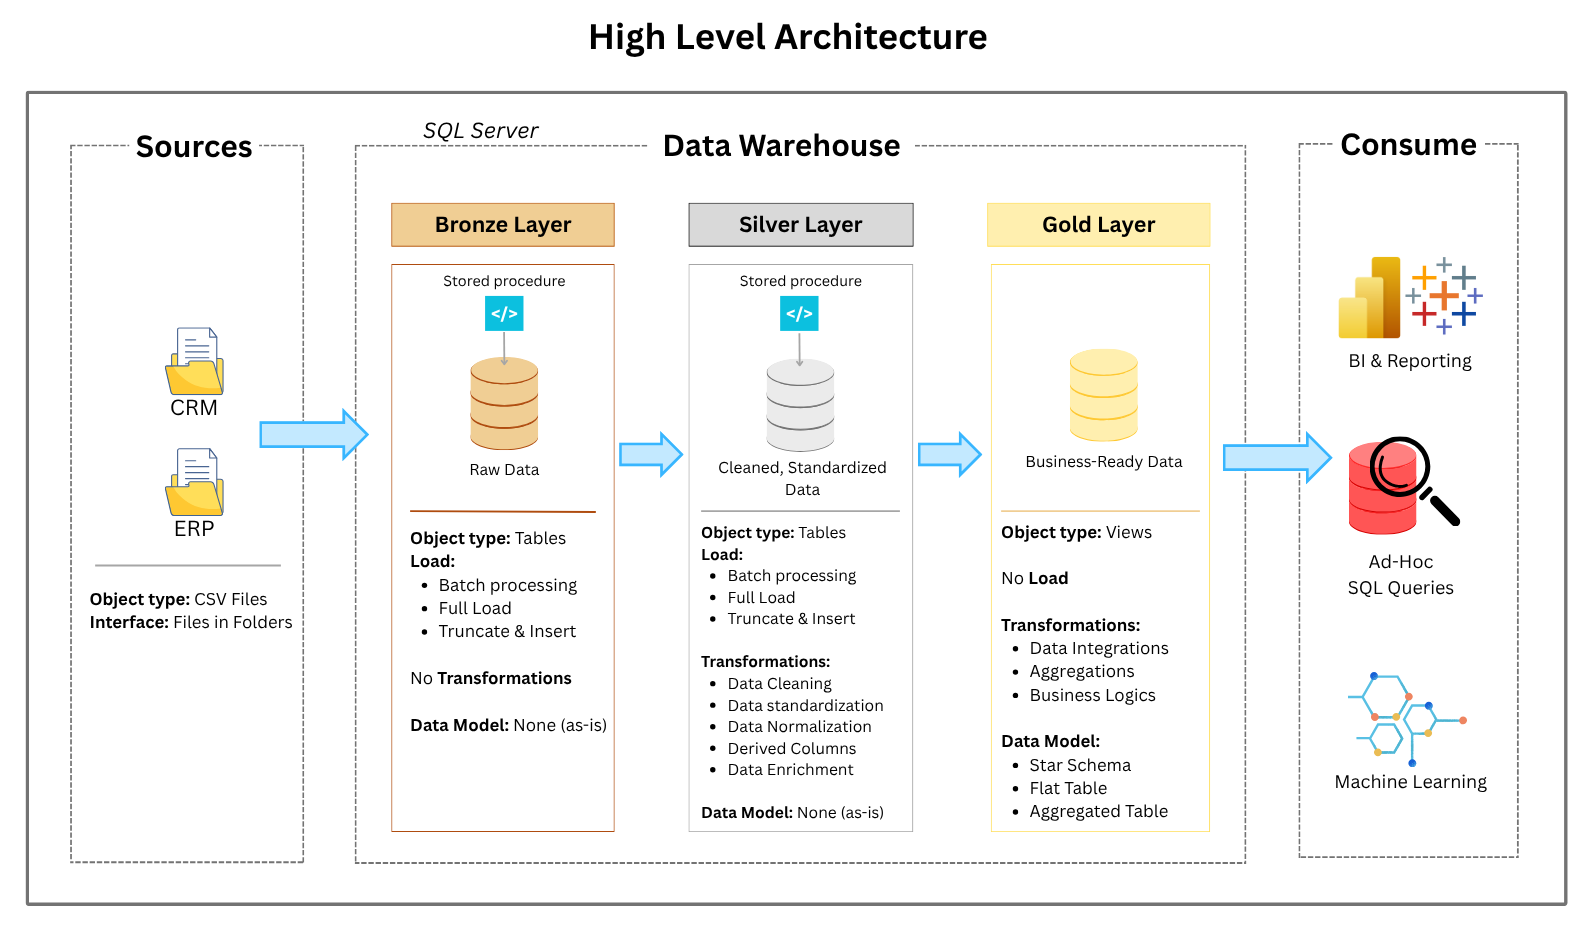 High Level Architecture
Sources
CRM
ERP
Object type: CSV Files
Interface: Files in Folders
SQL Server
Data Warehouse
Bronze Layer
Stored procedure
</>
Raw Data
Object type: Tables
Load:
• Batch processing
• Full Load
• Truncate & Insert
No Transformations
Data Model: None (as-is)
Silver Layer
Stored procedure
</>
Cleaned, Standardized
Data
Object type: Tables
Load:
• Batch processing
• Full Load
• Truncate & Insert
Transformations:
• Data Cleaning
• Data standardization
• Data Normalization
• Derived Columns
• Data Enrichment
Data Model: None (as-is)
Gold Layer
Business-Ready Data
Object type: Views
No Load
Transformations:
• Data Integrations
• Aggregations
• Business Logics
Data Model:
• Star Schema
• Flat Table
• Aggregated Table
Consume
BI & Reporting
Ad-Hoc
SQL Queries
Machine Learning